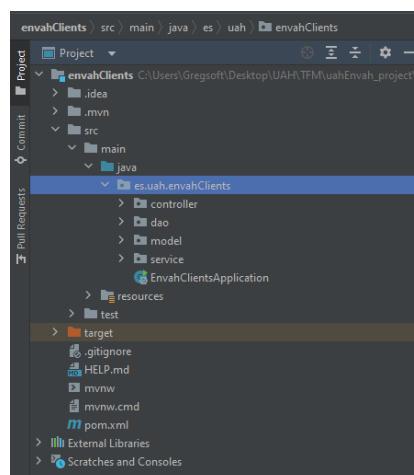 envahClients › src › main › java › es › uah › envahClients
Project
envahClients C:\Users\Gregsoft\Desktop\UAH\TFM\uahEnvah_project\
.idea
.mvn
src
main
java
es.uah.envahClients
controller
dao
model
service
EnvahClientsApplication
resources
test
target
.gitignore
HELP.md
mvnw
mvnw.cmd
pom.xml
External Libraries
Scratches and Consoles
Project
Commit
Pull Requests